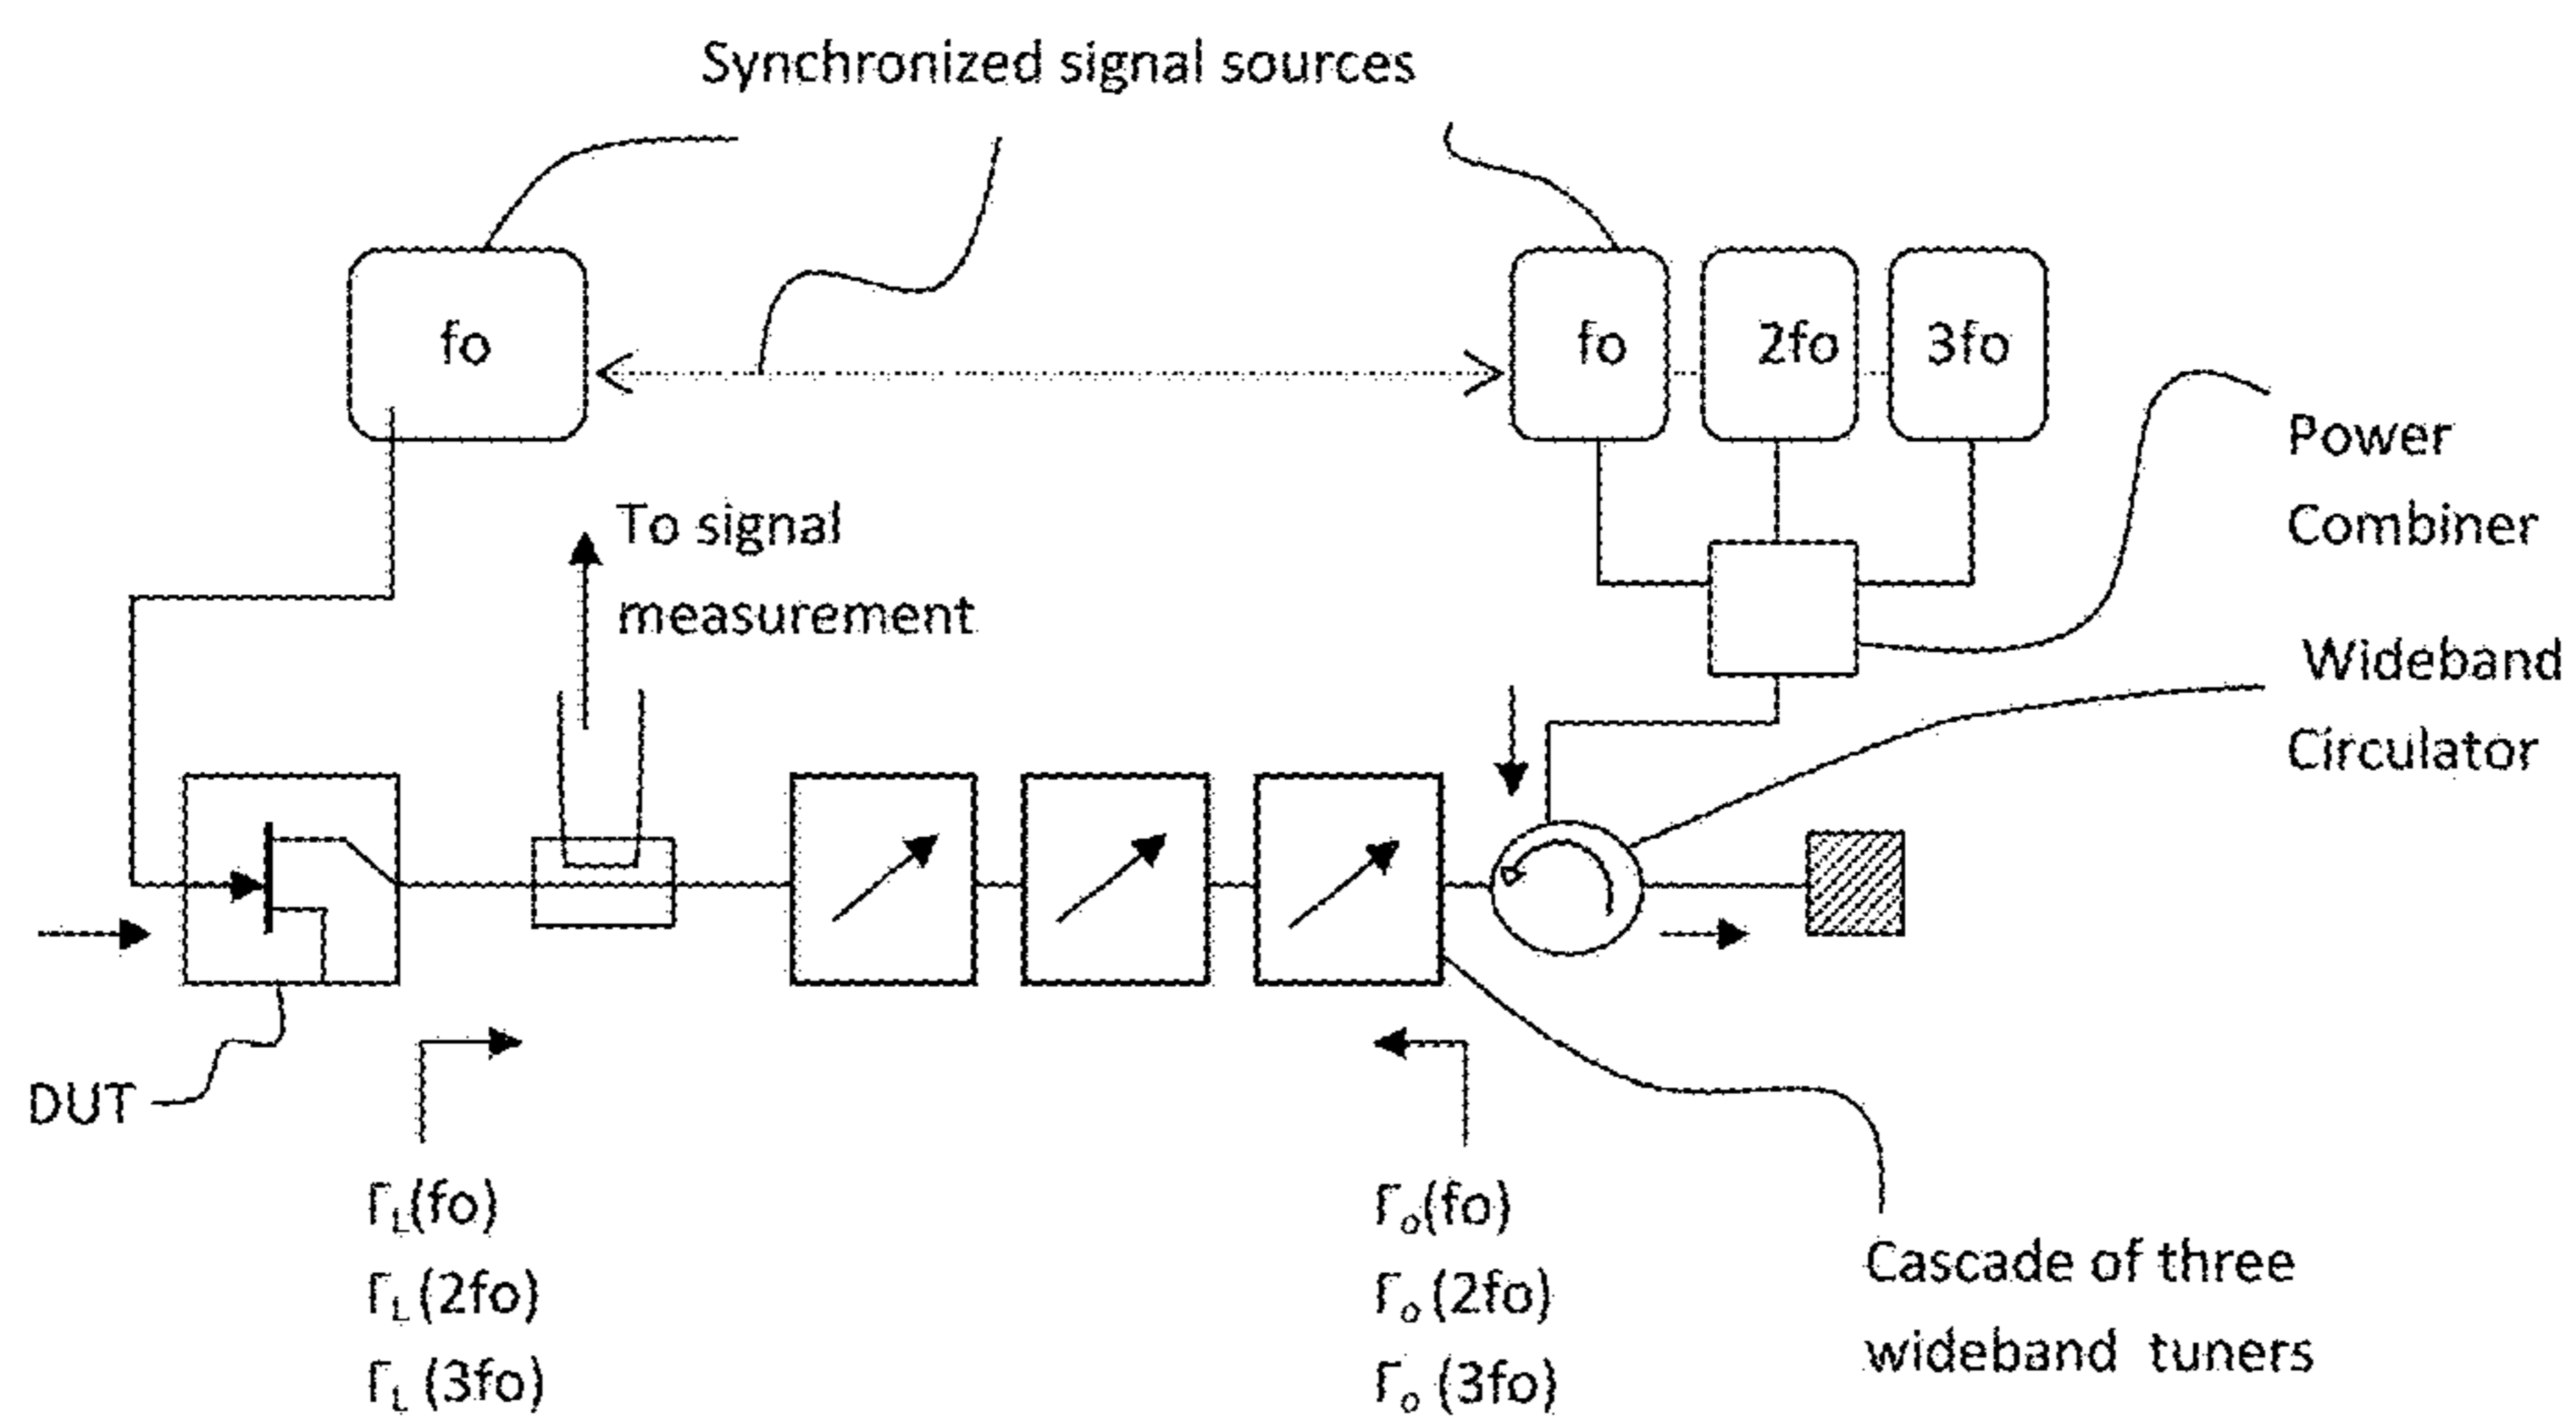 Synchronized signal sources
fo
fo
2fo
3fo
Power
Combiner
To signal
measurement
Wideband
Circulator
DUT
ΓL(fo)
ΓL(2fo)
ΓL (3fo)
Γo(fo)
Γo (2fo)
Γo (3fo)
Cascade of three
wideband tuners